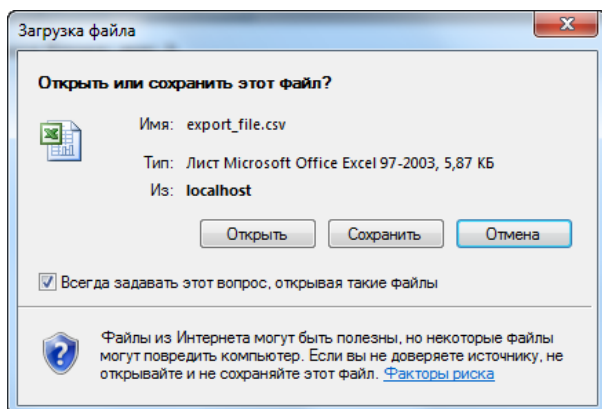 Загрузка файла
Открыть или сохранить этот файл?
Имя: export_file.csv
Тип: Лист Microsoft Office Excel 97-2003, 5,87 КБ
Из: localhost
Открыть Сохранить Отмена
Всегда задавать этот вопрос, открывая такие файлы
Файлы из Интернета могут быть полезны, но некоторые файлы
могут повредить компьютер. Если вы не доверяете источнику, не
открывайте и не сохраняйте этот файл. Факторы риска